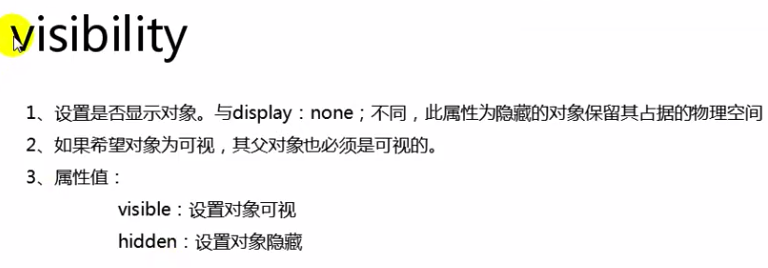 visibility
1、设置是否显示对象。与display：none；不同，此属性为隐藏的对象保留其占据的物理空间
2、如果希望对象为可视，其父对象也必须是可视的。
3、属性值：
visible：设置对象可视
hidden：设置对象隐藏